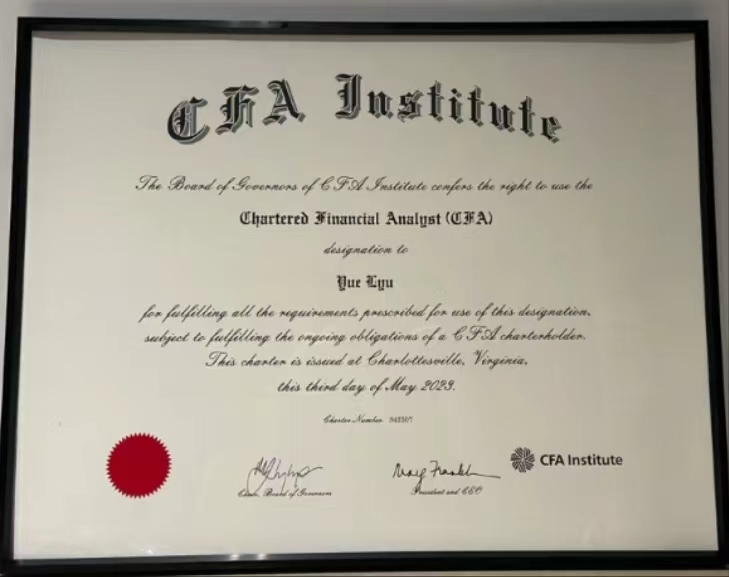 CFA Institute
The Board of Governors of CFA Institute confers the right to use the
Chartered Financial Analyst (CFA)
designation to
Yue Lyu
for fulfilling all the requirements prescribed for use of this designation,
subject to fulfilling the ongoing obligations of a CFA charterholder.
This charter is issued at Charlottesville, Virginia,
this third day of May 2023.
Charter Number
CFA Institute
Chair, Board of Governors
President and CEO